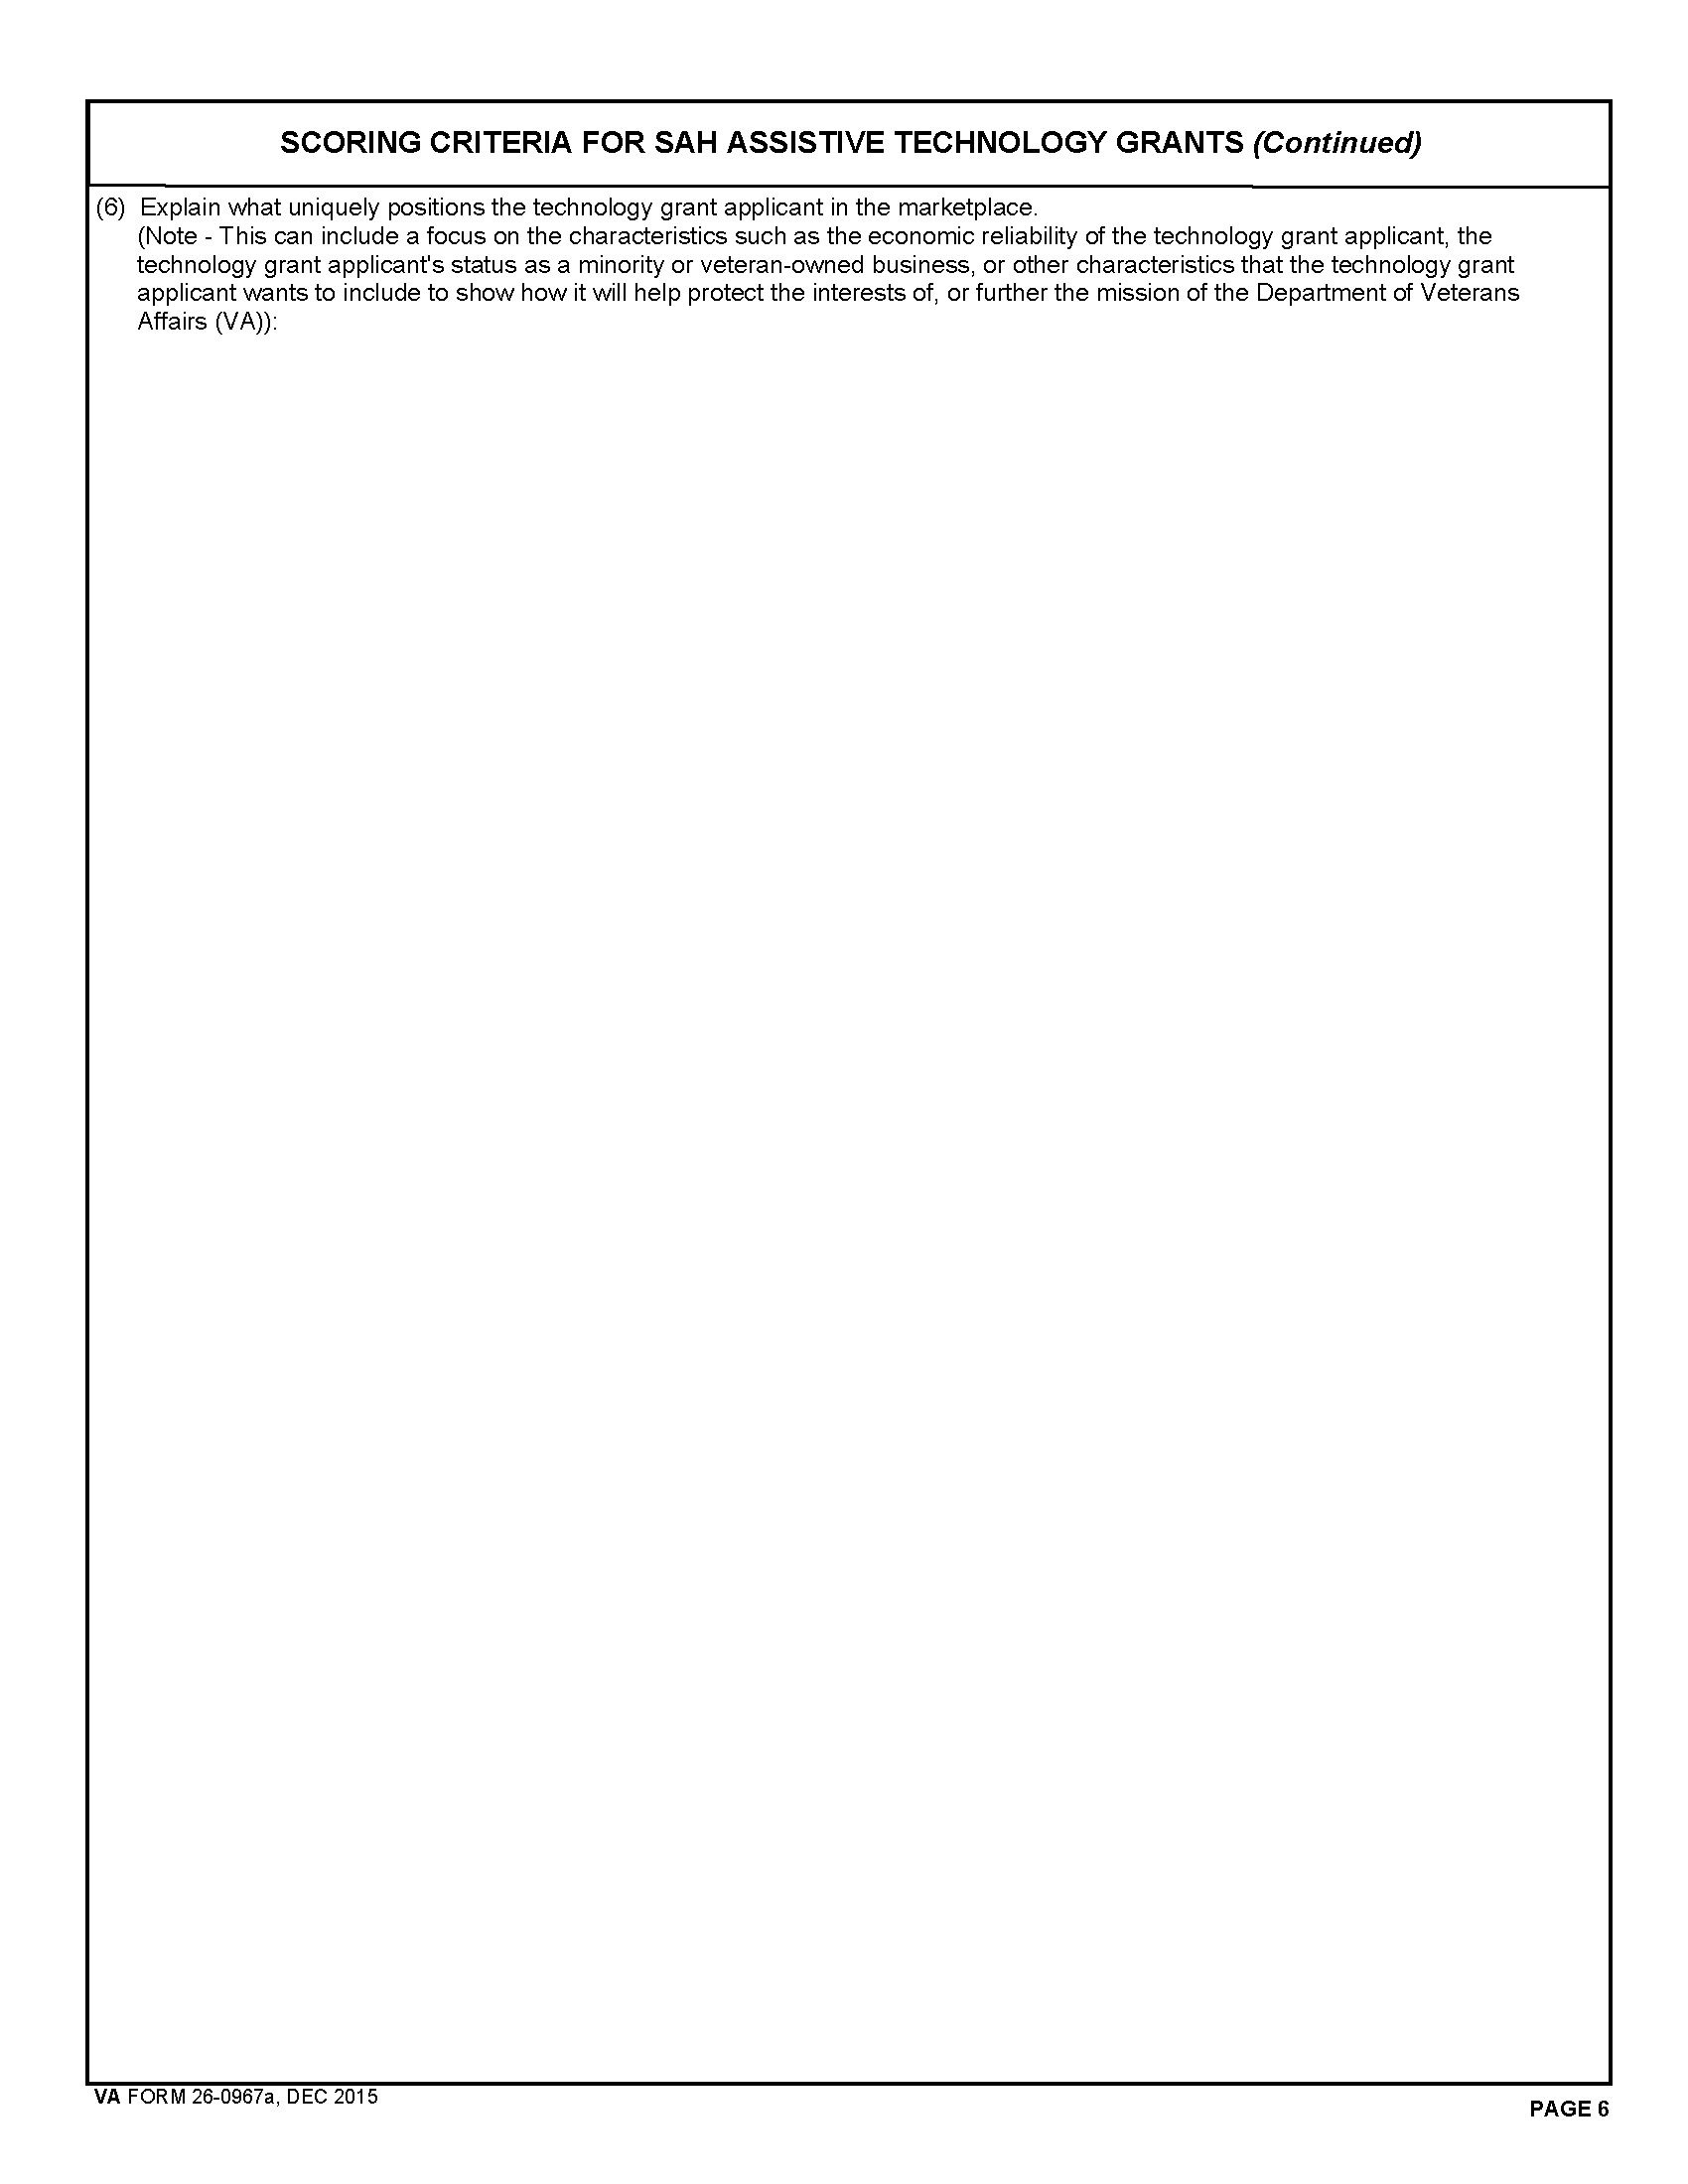 SCORING CRITERIA FOR SAH ASSISTIVE TECHNOLOGY GRANTS (Continued)
(6) Explain what uniquely positions the technology grant applicant in the marketplace.
(Note - This can include a focus on the characteristics such as the economic reliability of the technology grant applicant, the
technology grant applicant's status as a minority or veteran-owned business, or other characteristics that the technology grant
applicant wants to include to show how it will help protect the interests of, or further the mission of the Department of Veterans
Affairs (VA)):
VA FORM 26-0967a, DEC 2015
PAGE 6